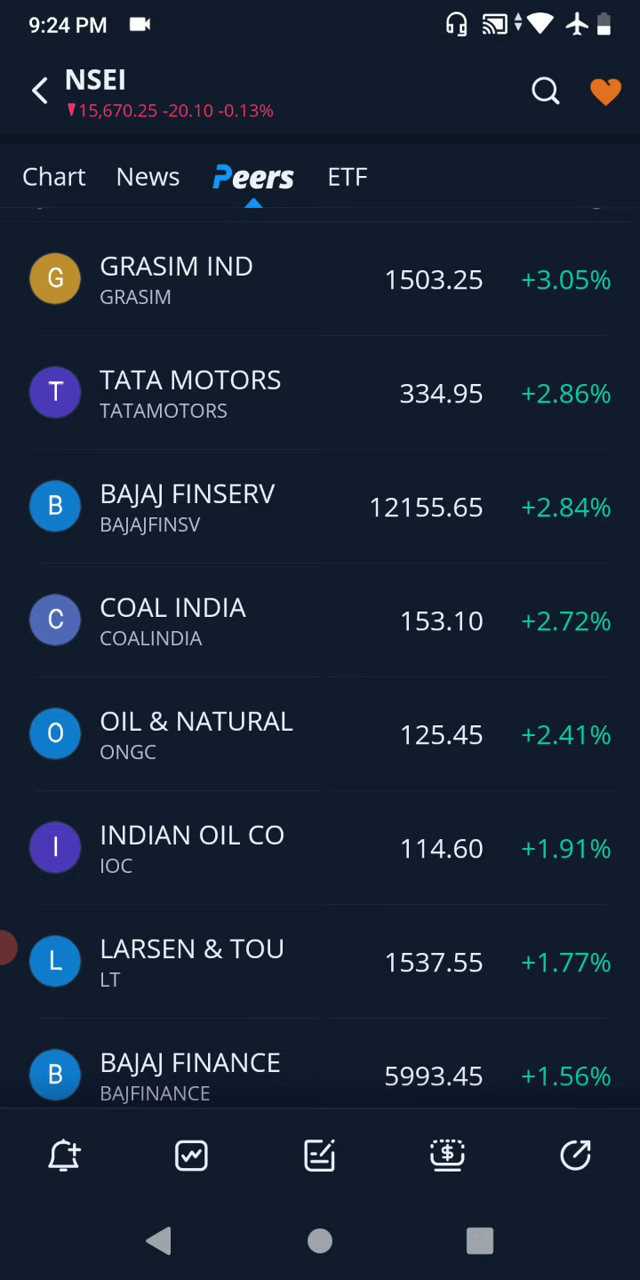 9:24 PM
NSEI
15,670.25 -20.10 -0.13%
Chart News Peers ETF
G GRASIM IND 1503.25 +3.05%
GRASIM
T TATA MOTORS 334.95 +2.86%
TATAMOTORS
B BAJAJ FINSERV 12155.65 +2.84%
BAJAJFINSV
C COAL INDIA 153.10 +2.72%
COALINDIA
O OIL & NATURAL 125.45 +2.41%
ONGC
I INDIAN OIL CO 114.60 +1.91%
IOC
L LARSEN & TOU 1537.55 +1.77%
LT
B BAJAJ FINANCE 5993.45 +1.56%
BAJFINANCE